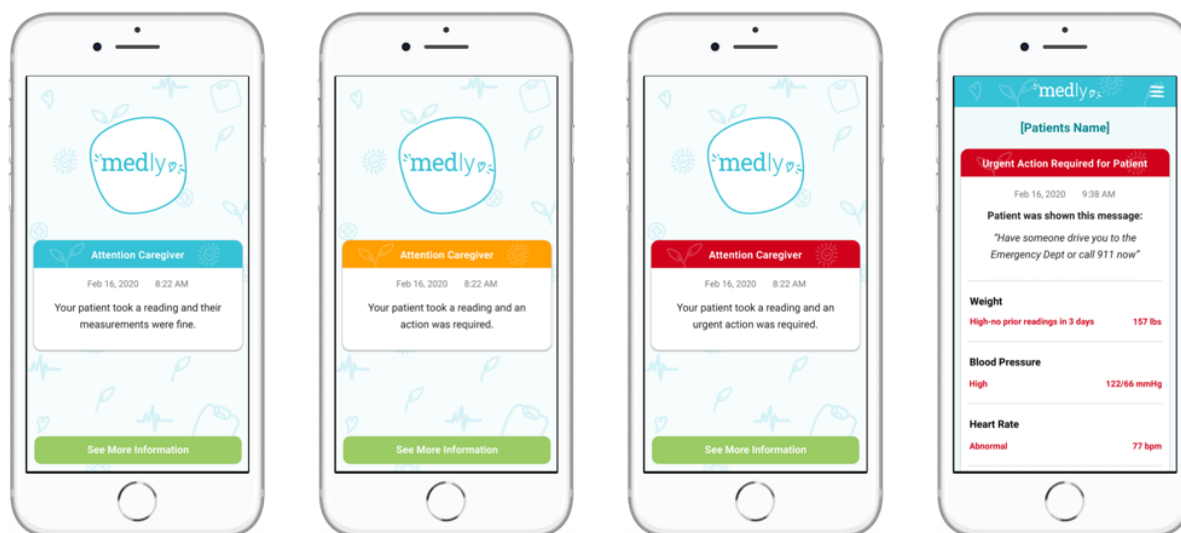 medly
Attention Caregiver
Feb 16, 2020 8:22 AM
Your patient took a reading and their
measurements were fine.
See More Information
medly
Attention Caregiver
Feb 16, 2020 8:22 AM
Your patient took a reading and an
action was required.
See More Information
medly
Attention Caregiver
Feb 16, 2020 8:22 AM
Your patient took a reading and an
urgent action was required.
See More Information
medly
[Patients Name]
Urgent Action Required for Patient
Feb 16, 2020 9:38 AM
Patient was shown this message:
"Have someone drive you to the
Emergency Dept or call 911 now"
Weight
High-no prior readings in 3 days 157 lbs
Blood Pressure
High 122/66 mmHg
Heart Rate
Abnormal 77 bpm